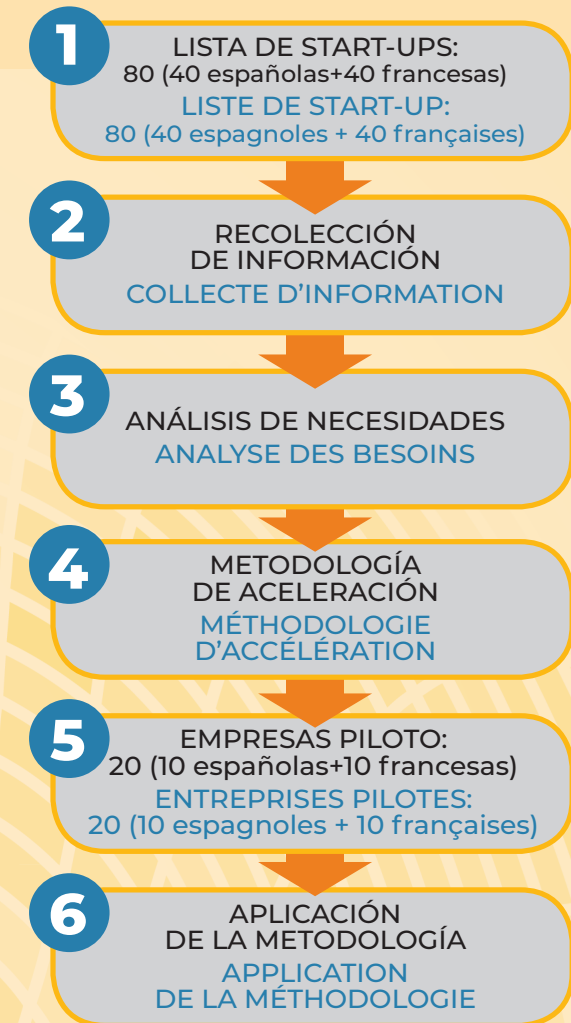 1
LISTA DE START-UPS:
80 (40 españolas+40 francesas)
LISTE DE START-UP:
80 (40 espagnoles + 40 françaises)
2
RECOLECCIÓN
DE INFORMACIÓN
COLLECTE D'INFORMATION
3
ANÁLISIS DE NECESIDADES
ANALYSE DES BESOINS
4
METODOLOGÍA
DE ACELERACIÓN
MÉTHODOLOGIE
D'ACCÉLÉRATION
5
EMPRESAS PILOTO:
20 (10 españolas+10 francesas)
ENTREPRISES PILOTES:
20 (10 espagnoles + 10 françaises)
6
APLICACIÓN
DE LA METODOLOGÍA
APPLICATION
DE LA MÉTHODOLOGIE